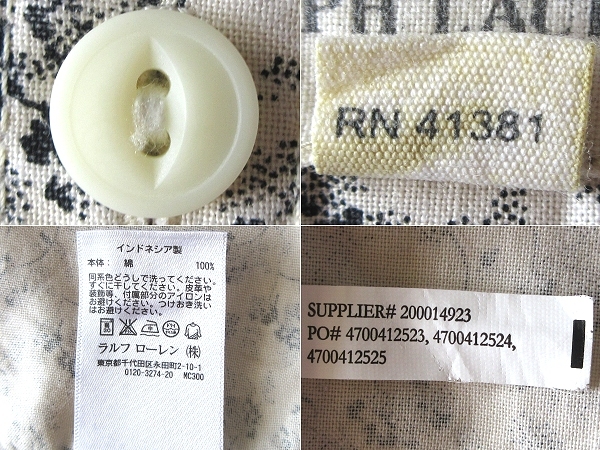 PH LAU
RN 41381
インドネシア製
本体: 綿 100%
同系色どうしで洗ってください。
すぐに干してください。皮革や
装飾等、付属部分のアイロンは
お避けください。つけおき洗い
はお避けください。
ラルフ ローレン (株)
東京都千代田区永田町2-10-1
0120-3274-20 MC300
SUPPLIER# 200014923
PO# 4700412523, 4700412524,
4700412525